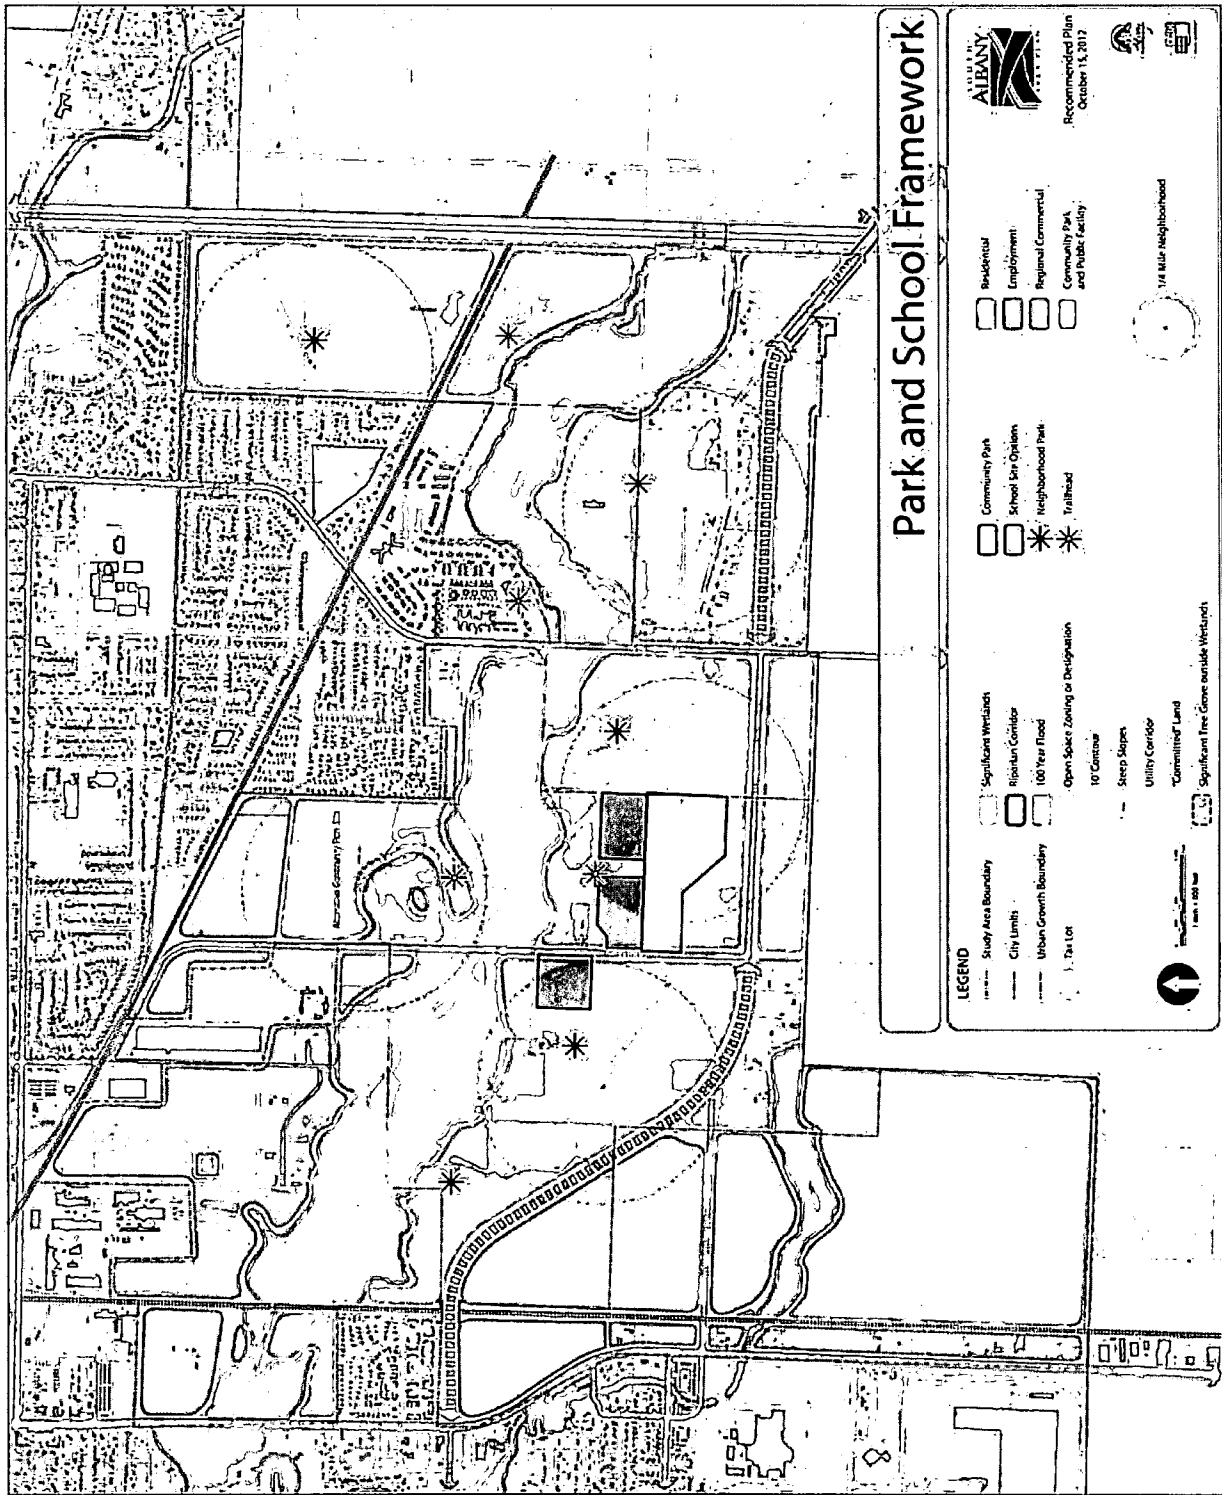 Park and School Framework
LEGEND
Study Area Boundary
City Limits
Urban Growth Boundary
Tax Lot
Significant Wetlands
Riparian Corridor
100 Year Flood
Open Space Zoning or Designation
10' Contour
Steep Slopes
Utility Corridor
"Committed" Land
Significant Tree Grove outside Wetlands
Community Park
School Site Options
Neighborhood Park
Trailhead
Residential
Employment
Regional Commercial
Community Park
and Public Facility
1/4 Mile Neighborhood
SOUTH
ALBANY
Recommended Plan
October 15, 2012